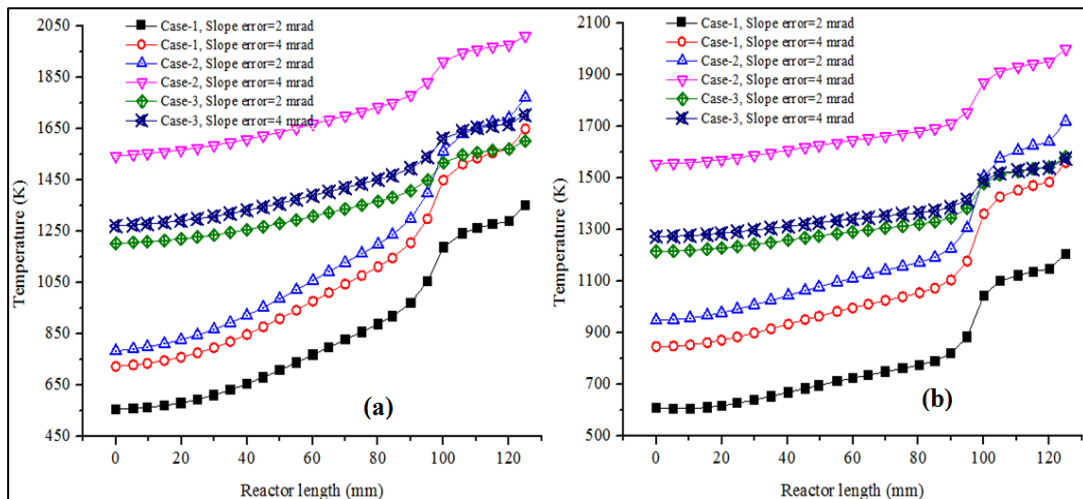 Case-1, Slope error=2 mrad
Case-1, Slope error=4 mrad
Case-2, Slope error=2 mrad
Case-2, Slope error=4 mrad
Case-3, Slope error=2 mrad
Case-3, Slope error=4 mrad
2050
1850
1650
1450
1250
1050
850
650
450
Temperature (K)
(a)
0 20 40 60 80 100 120
Reactor length (mm)
Case-1, Slope error=2 mrad
Case-1, Slope error=4 mrad
Case-2, Slope error=2 mrad
Case-2, Slope error=4 mrad
Case-3, Slope error=2 mrad
Case-3, Slope error=4 mrad
2100
1900
1700
1500
1300
1100
900
700
500
Temperature (K)
(b)
0 20 40 60 80 100 120
Reactor length (mm)